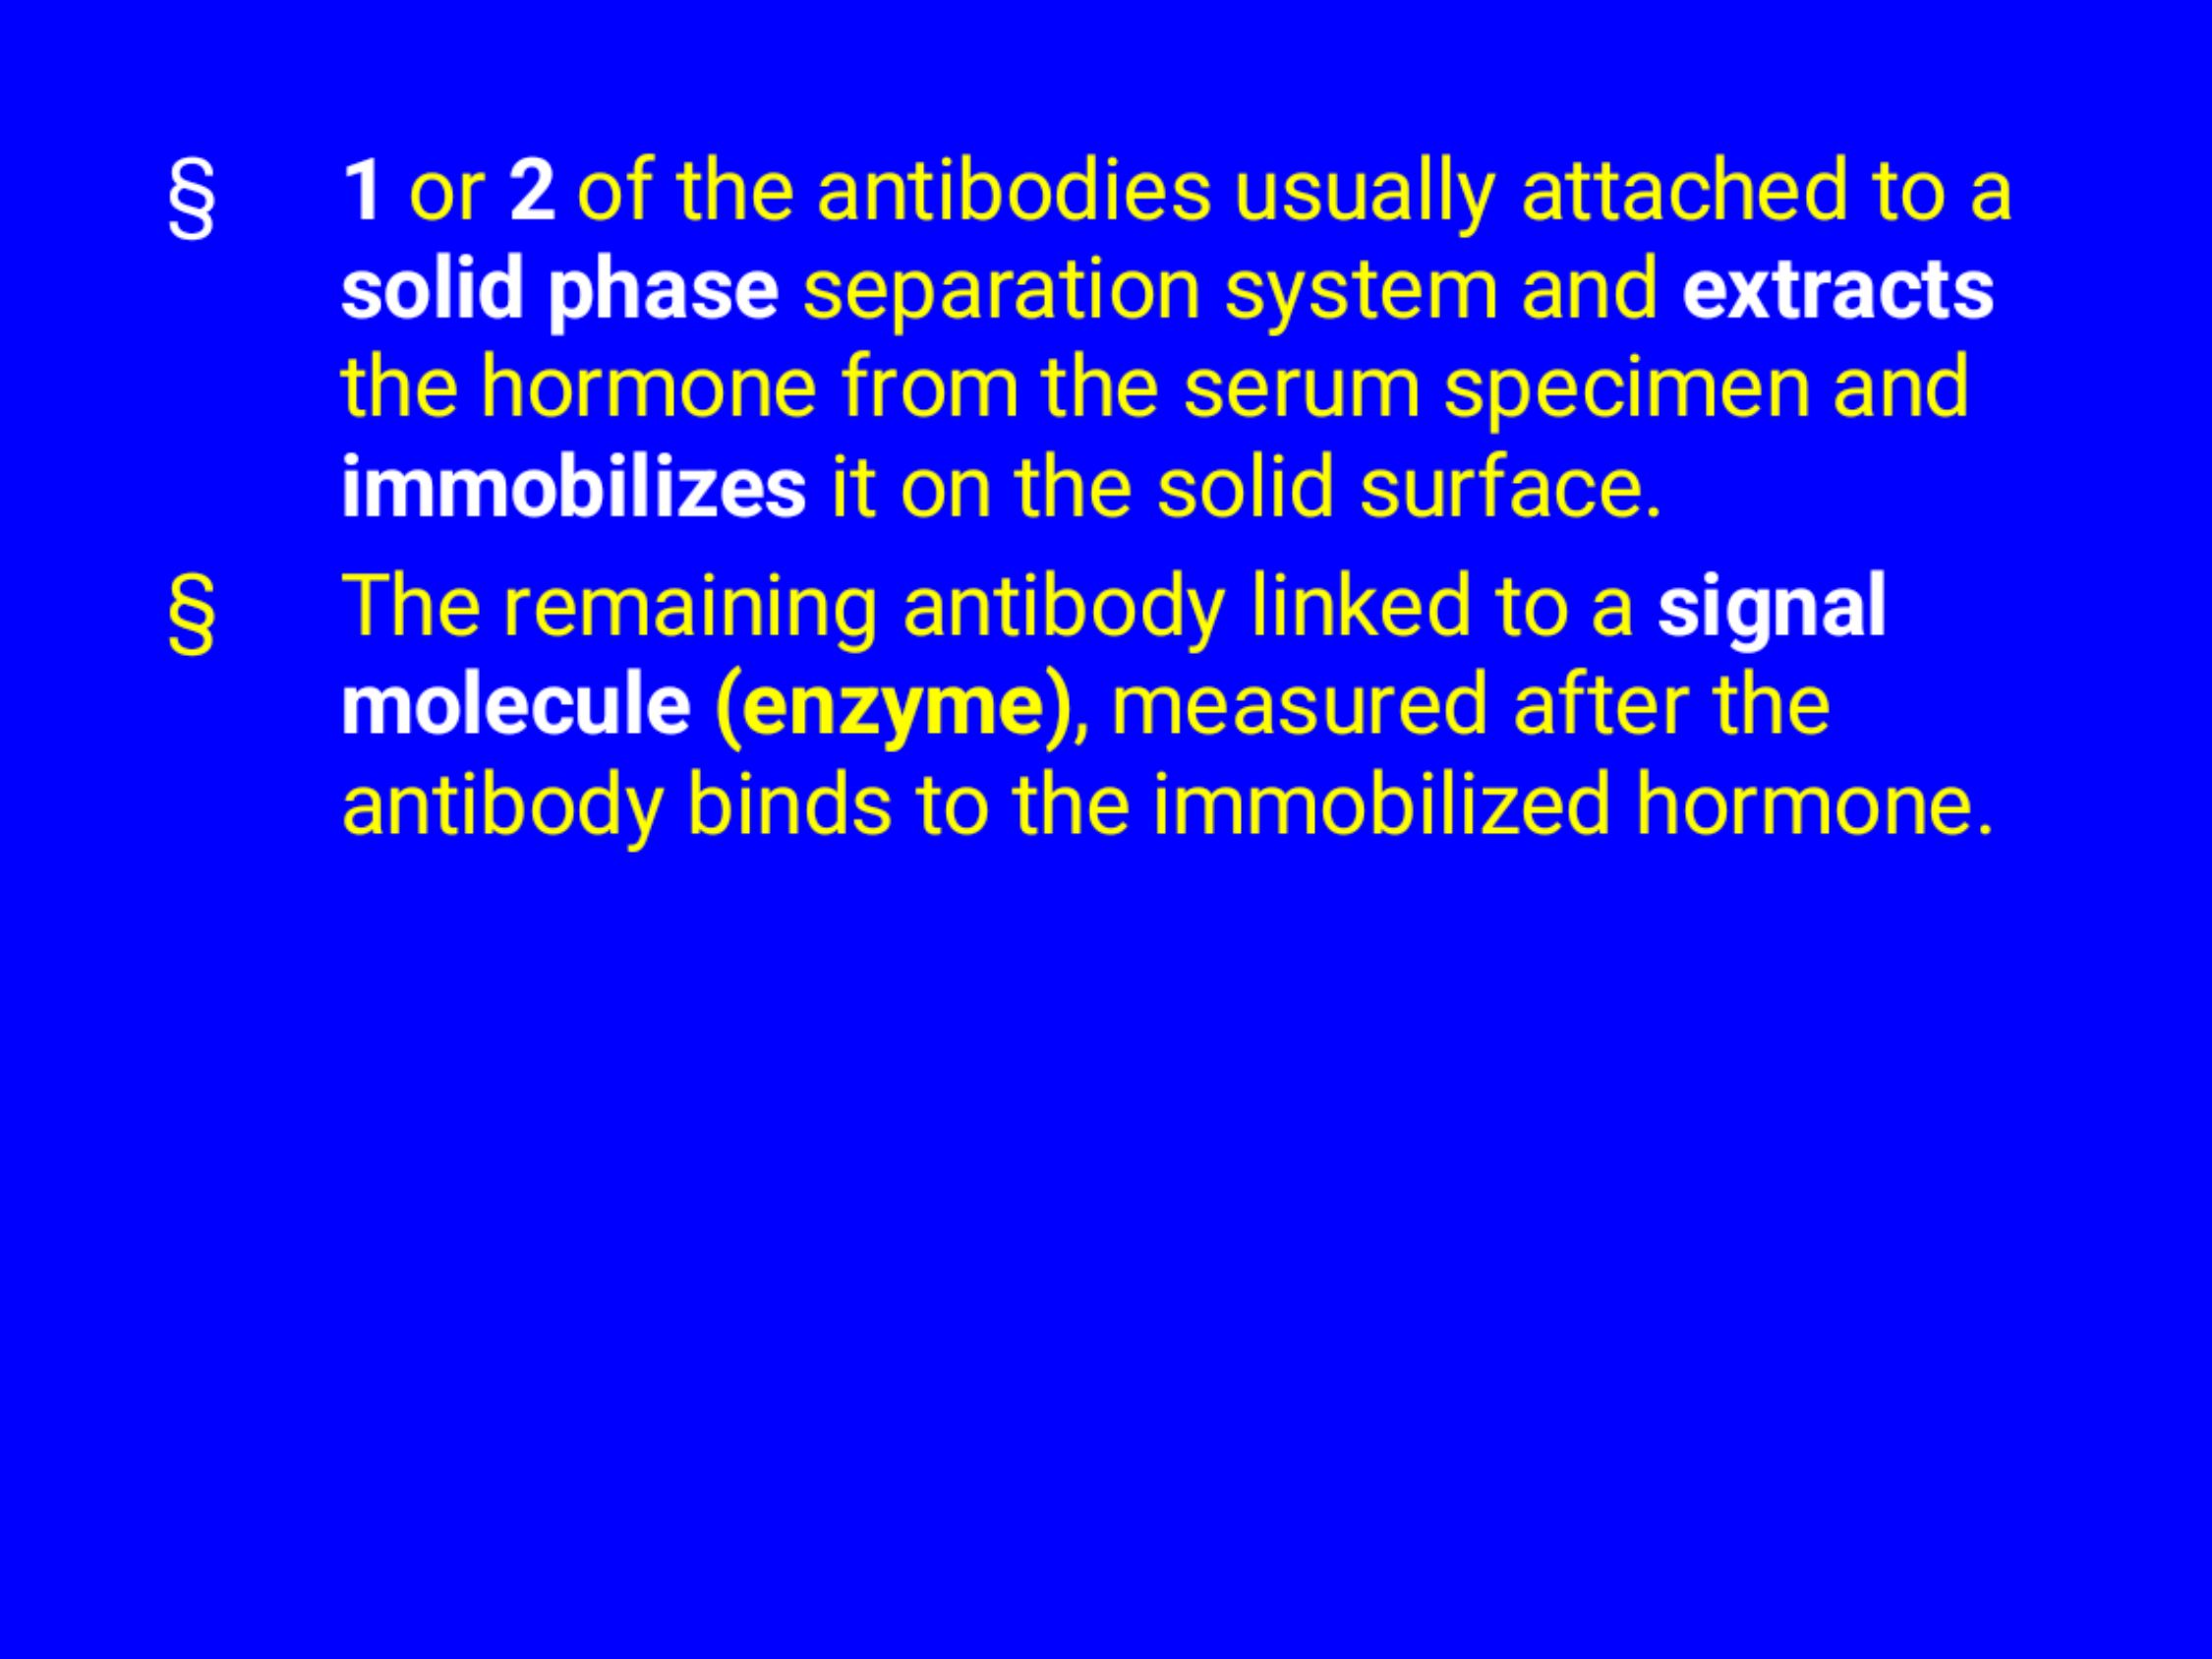 § 1 or 2 of the antibodies usually attached to a
solid phase separation system and extracts
the hormone from the serum specimen and
immobilizes it on the solid surface.
§ The remaining antibody linked to a signal
molecule (enzyme), measured after the
antibody binds to the immobilized hormone.